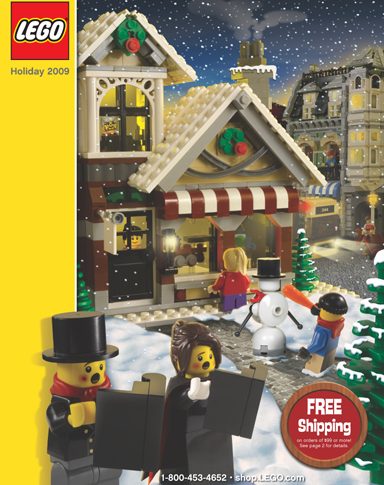 LEGO
Holiday 2009
FREE
Shipping
on orders of $99 or more!
See page 2 for details.
1-800-453-4652 • shop.LEGO.com